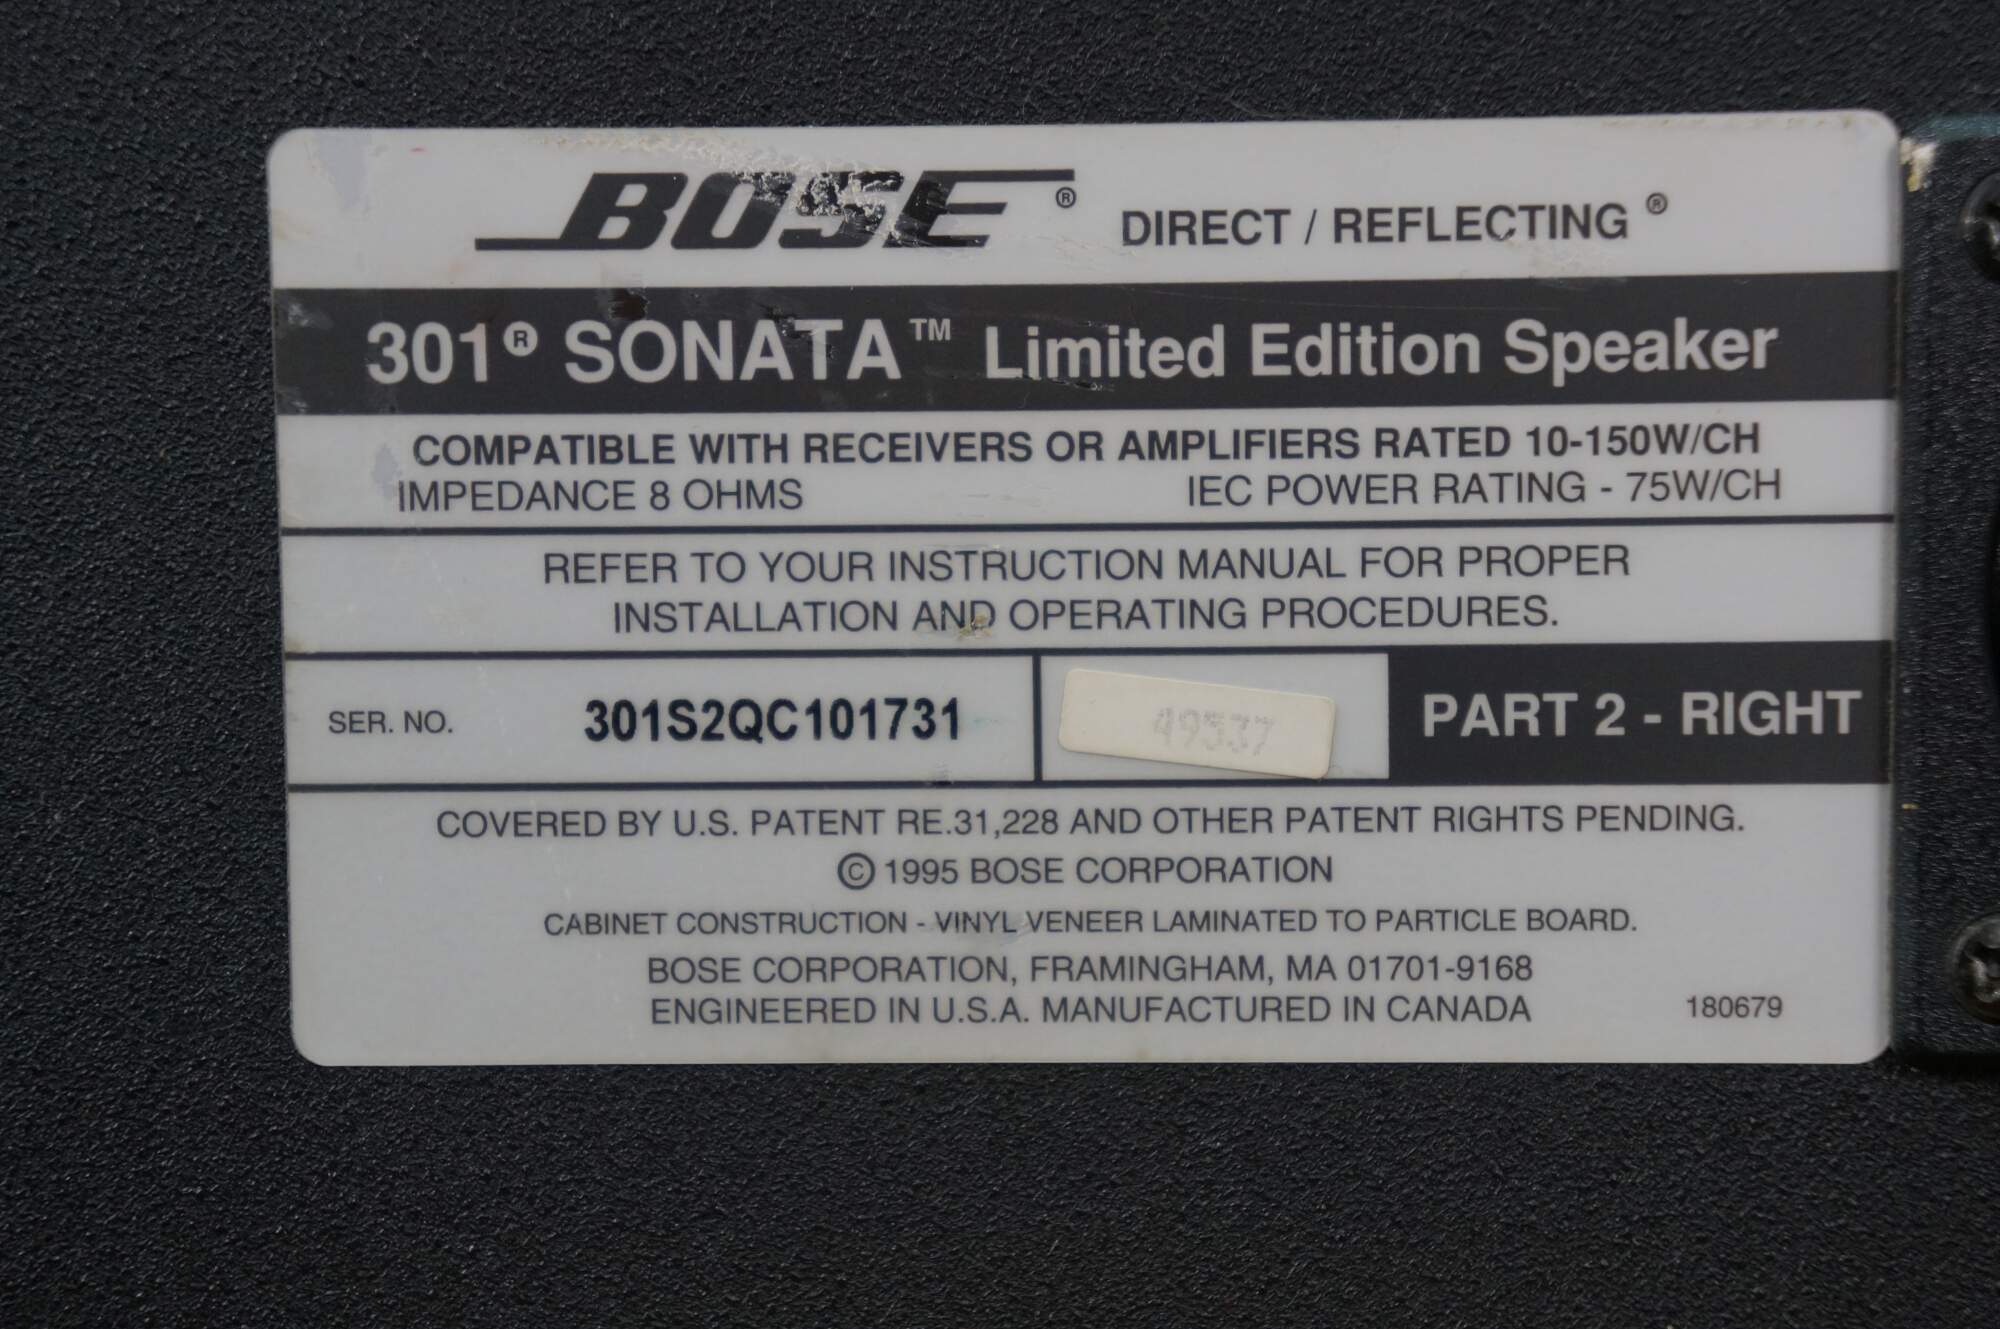 BOSE® DIRECT / REFLECTING®
301® SONATA™ Limited Edition Speaker
COMPATIBLE WITH RECEIVERS OR AMPLIFIERS RATED 10-150W/CH
IMPEDANCE 8 OHMS IEC POWER RATING - 75W/CH
REFER TO YOUR INSTRUCTION MANUAL FOR PROPER
INSTALLATION AND OPERATING PROCEDURES.
SER. NO. 301S2QC101731 49537 PART 2 - RIGHT
COVERED BY U.S. PATENT RE.31,228 AND OTHER PATENT RIGHTS PENDING.
© 1995 BOSE CORPORATION
CABINET CONSTRUCTION - VINYL VENEER LAMINATED TO PARTICLE BOARD.
BOSE CORPORATION, FRAMINGHAM, MA 01701-9168
ENGINEERED IN U.S.A. MANUFACTURED IN CANADA 180679